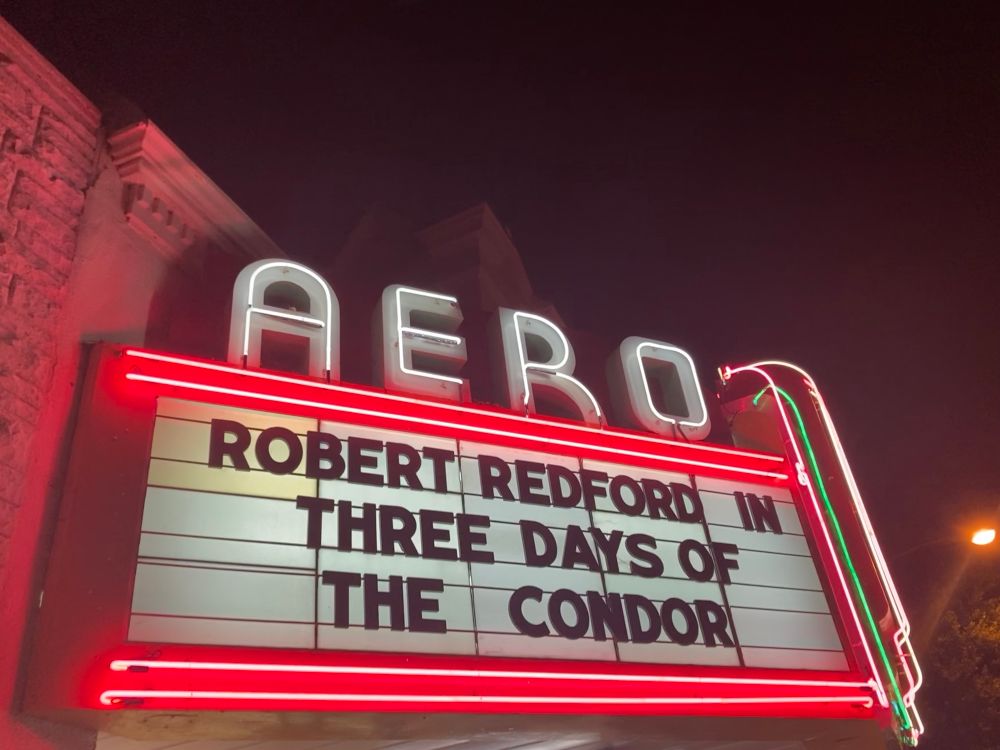 AERO
ROBERT REDFORD IN
THREE DAYS OF
THE CONDOR